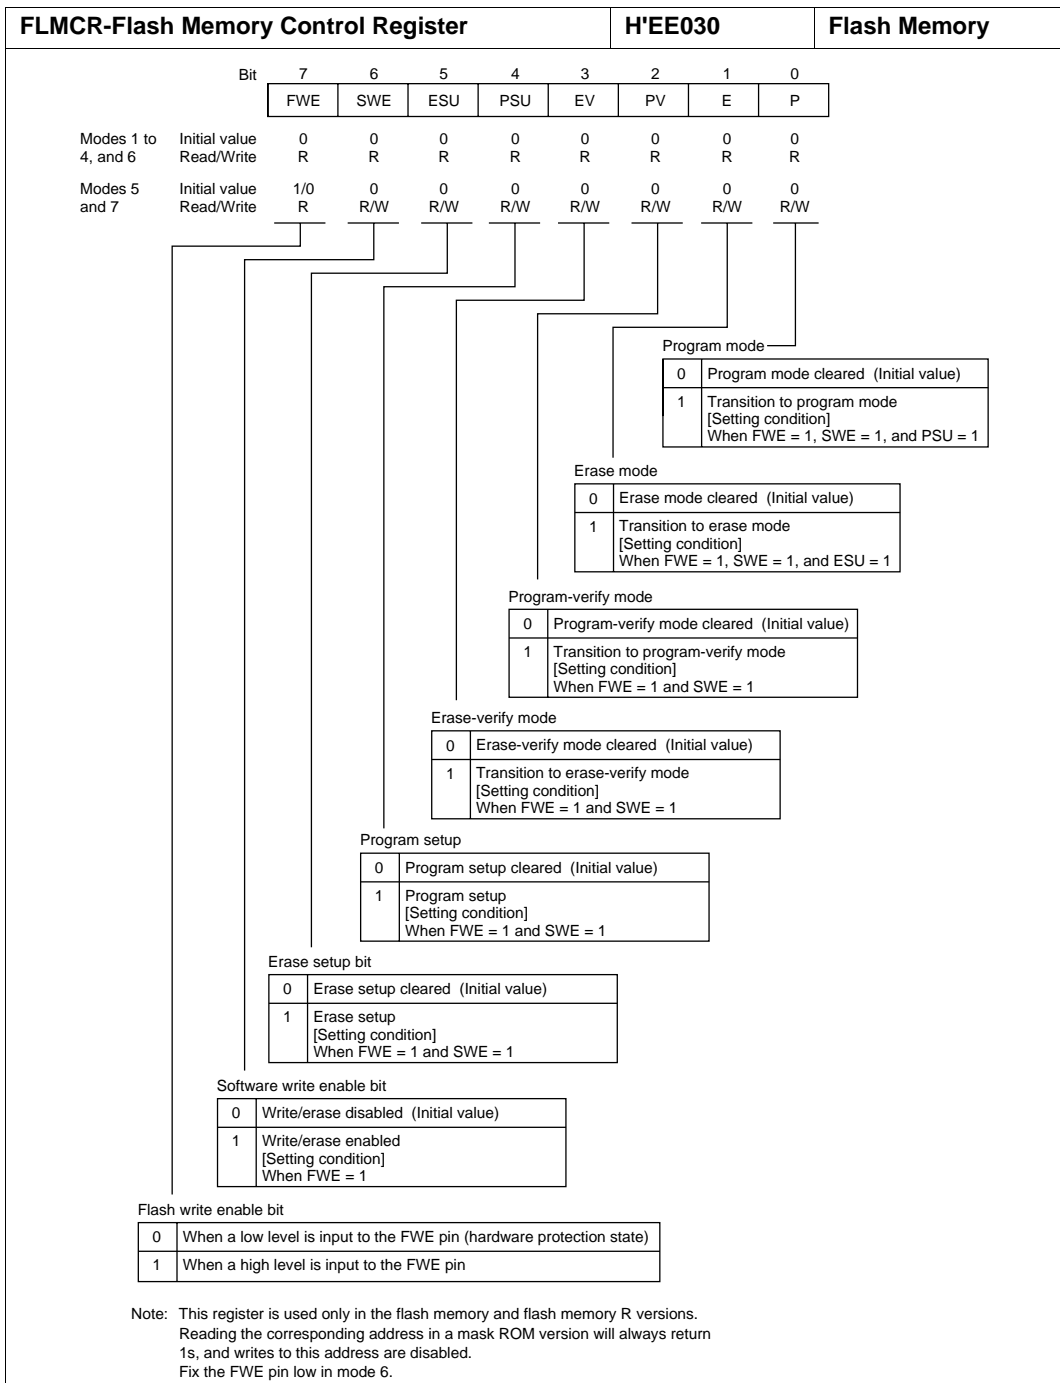 FLMCR-Flash Memory Control Register H'EE030 Flash Memory
Bit 7 6 5 4 3 2 1 0
FWE SWE ESU PSU EV PV E P
Modes 1 to Initial value 0 0 0 0 0 0 0 0
4, and 6 Read/Write R R R R R R R R
Modes 5 Initial value 1/0 0 0 0 0 0 0 0
and 7 Read/Write R R/W R/W R/W R/W R/W R/W R/W
Program mode
0 Program mode cleared (Initial value)
1 Transition to program mode
[Setting condition]
When FWE = 1, SWE = 1, and PSU = 1
Erase mode
0 Erase mode cleared (Initial value)
1 Transition to erase mode
[Setting condition]
When FWE = 1, SWE = 1, and ESU = 1
Program-verify mode
0 Program-verify mode cleared (Initial value)
1 Transition to program-verify mode
[Setting condition]
When FWE = 1 and SWE = 1
Erase-verify mode
0 Erase-verify mode cleared (Initial value)
1 Transition to erase-verify mode
[Setting condition]
When FWE = 1 and SWE = 1
Program setup
0 Program setup cleared (Initial value)
1 Program setup
[Setting condition]
When FWE = 1 and SWE = 1
Erase setup bit
0 Erase setup cleared (Initial value)
1 Erase setup
[Setting condition]
When FWE = 1 and SWE = 1
Software write enable bit
0 Write/erase disabled (Initial value)
1 Write/erase enabled
[Setting condition]
When FWE = 1
Flash write enable bit
0 When a low level is input to the FWE pin (hardware protection state)
1 When a high level is input to the FWE pin
Note: This register is used only in the flash memory and flash memory R versions.
Reading the corresponding address in a mask ROM version will always return
1s, and writes to this address are disabled.
Fix the FWE pin low in mode 6.